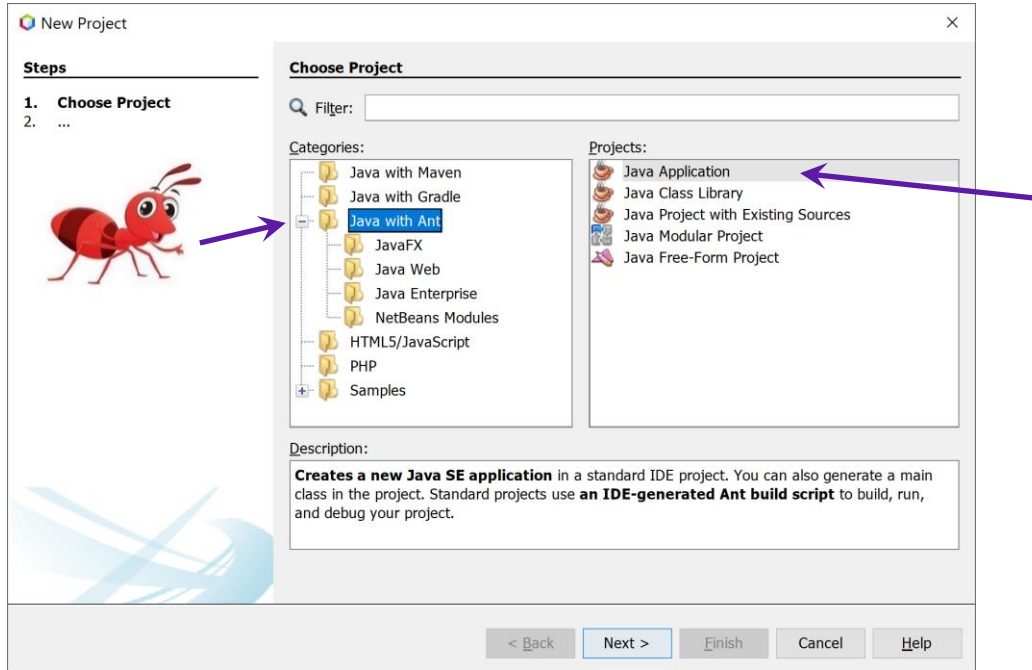 New Project
Steps
1. Choose Project
2. ...
Choose Project
Filter:
Categories:
Java with Maven
Java with Gradle
Java with Ant
JavaFX
Java Web
Java Enterprise
NetBeans Modules
HTML5/JavaScript
PHP
Samples
Projects:
Java Application
Java Class Library
Java Project with Existing Sources
Java Modular Project
Java Free-Form Project
Description:
Creates a new Java SE application in a standard IDE project. You can also generate a main
class in the project. Standard projects use an IDE-generated Ant build script to build, run,
and debug your project.
< Back
Next >
Finish
Cancel
Help